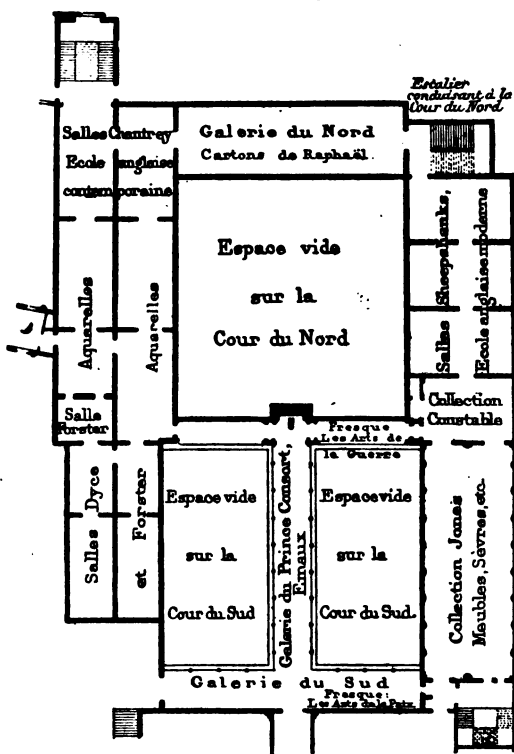 Estalier
conduisant à la
Cour du Nord
Salles Chantrey
Ecole anglaise
contemporaine
Galerie du Nord
Cartons de Raphaël.
Espace vide
sur la
Cour du Nord
Salles Sheepshanks,
Ecole anglaise moderne
Aquarelles
Aquarelles
Collection
Constable
Salle
Forster
Fresque
Les Arts de
la Guerre
Salles Dyce
et Forster
Espace vide
sur la
Cour du Sud
Galerie du Prince Consort,
Emaux
Espace vide
sur la
Cour du Sud.
Collection Jones
Meubles, Sèvres, etc.
Galerie du Sud
Fresque:
Les Arts de la Paix